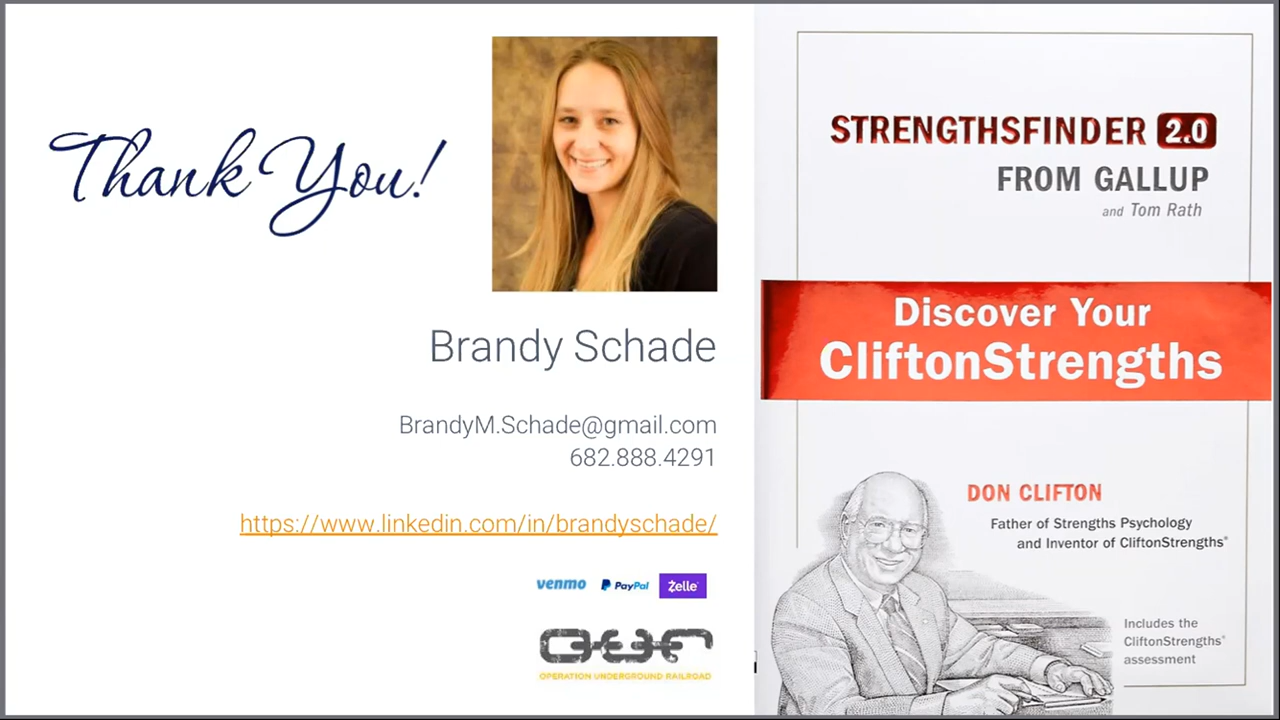 Thank You!
Brandy Schade
BrandyM.Schade@gmail.com
682.888.4291
https://www.linkedin.com/in/brandyschade/
venmo PayPal Zelle
OUR
OPERATION UNDERGROUND RAILROAD
STRENGTHSFINDER 2.0
FROM GALLUP
and Tom Rath
Discover Your
CliftonStrengths
DON CLIFTON
Father of Strengths Psychology
and Inventor of CliftonStrengths®
Includes the
CliftonStrengths®
assessment